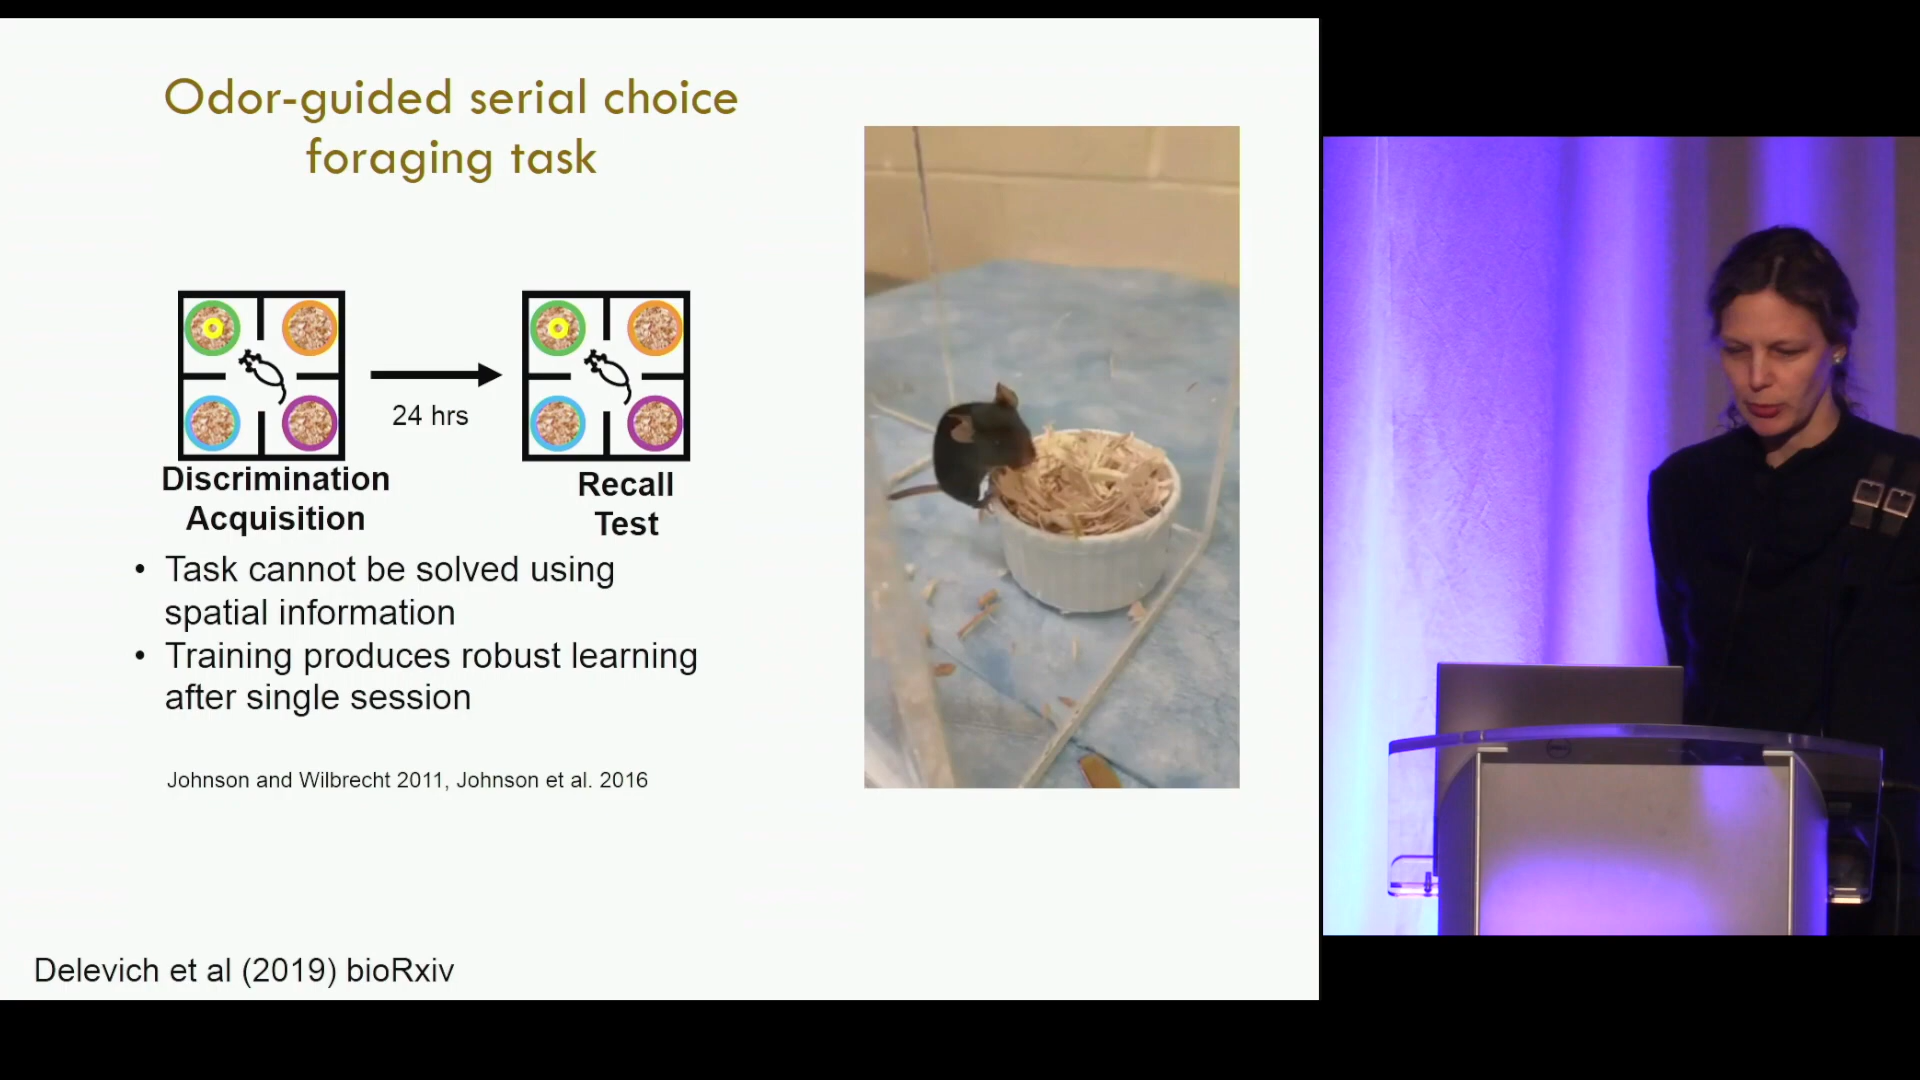 Odor-guided serial choice
foraging task
24 hrs
Discrimination
Acquisition
Recall
Test
• Task cannot be solved using
spatial information
• Training produces robust learning
after single session
Johnson and Wilbrecht 2011, Johnson et al. 2016
Delevich et al (2019) bioRxiv